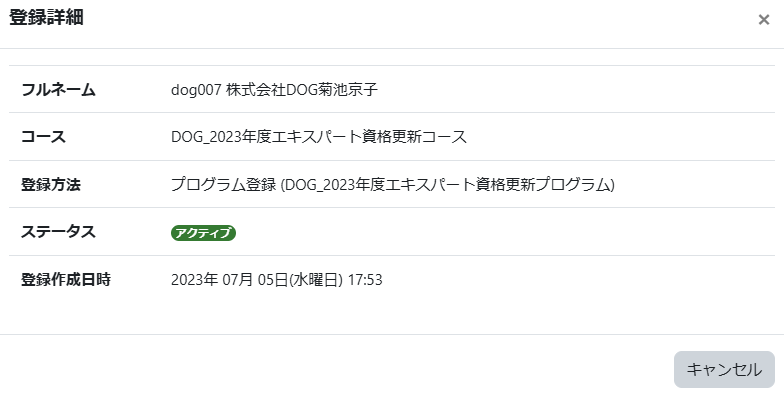 登録詳細 ×
フルネーム dog007 株式会社DOG菊池京子
コース DOG_2023年度エキスパート資格更新コース
登録方法 プログラム登録 (DOG_2023年度エキスパート資格更新プログラム)
ステータス アクティブ
登録作成日時 2023年 07月 05日(水曜日) 17:53
キャンセル